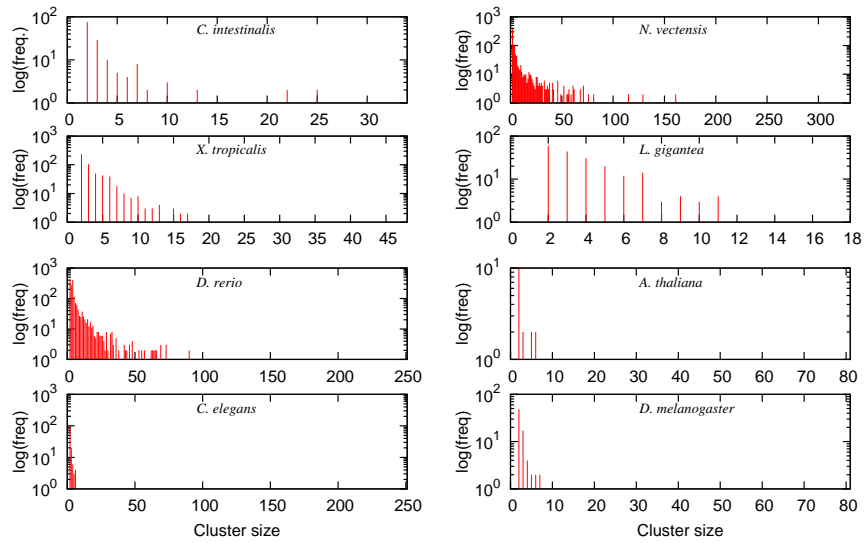 C. intestinalis
log(freq.)
10^2
10^1
10^0
0 5 10 15 20 25 30
N. vectensis
log(freq)
10^3
10^2
10^1
10^0
0 50 100 150 200 250 300
X. tropicalis
log(freq)
10^3
10^2
10^1
10^0
0 5 10 15 20 25 30 35 40 45
L. gigantea
log(freq)
10^2
10^1
10^0
0 2 4 6 8 10 12 14 16 18
D. rerio
log(freq)
10^3
10^2
10^1
10^0
0 50 100 150 200 250
A. thaliana
log(freq)
10^1
10^0
0 10 20 30 40 50 60 70 80
C. elegans
log(freq)
10^3
10^2
10^1
10^0
0 50 100 150 200 250
Cluster size
D. melanogaster
log(freq)
10^2
10^1
10^0
0 10 20 30 40 50 60 70 80
Cluster size